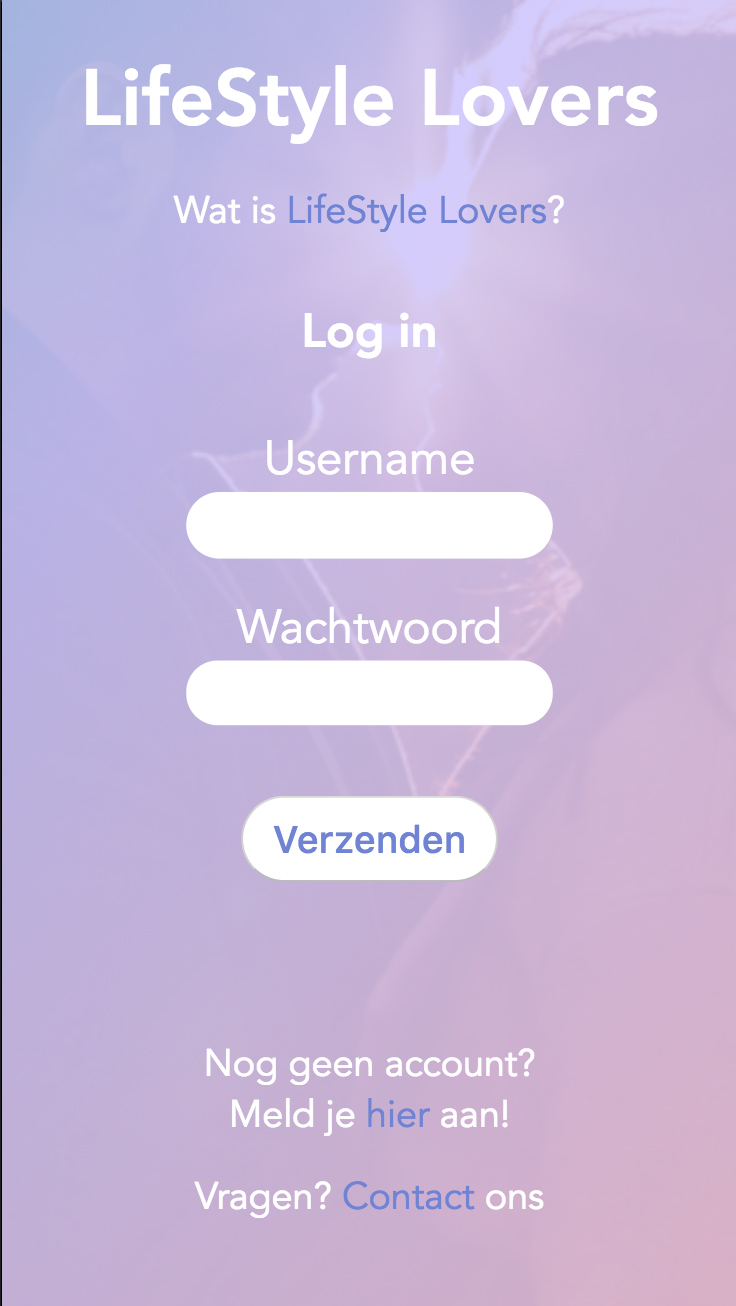 LifeStyle Lovers
Wat is LifeStyle Lovers?
Log in
Username
Wachtwoord
Verzenden
Nog geen account?
Meld je hier aan!
Vragen? Contact ons